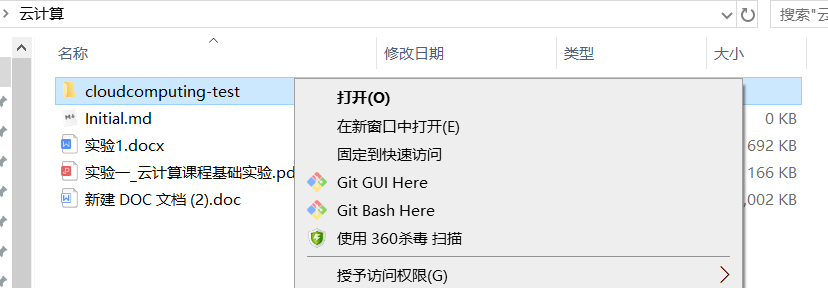 云计算
搜索"云
名称 修改日期 类型 大小
cloudcomputing-test
打开(O)
Initial.md 0 KB
在新窗口中打开(E)
实验1.docx 692 KB
固定到快速访问
实验一_云计算课程基础实验.pd 166 KB
Git GUI Here
新建 DOC 文档 (2).doc ,002 KB
Git Bash Here
使用 360杀毒 扫描
授予访问权限(G)